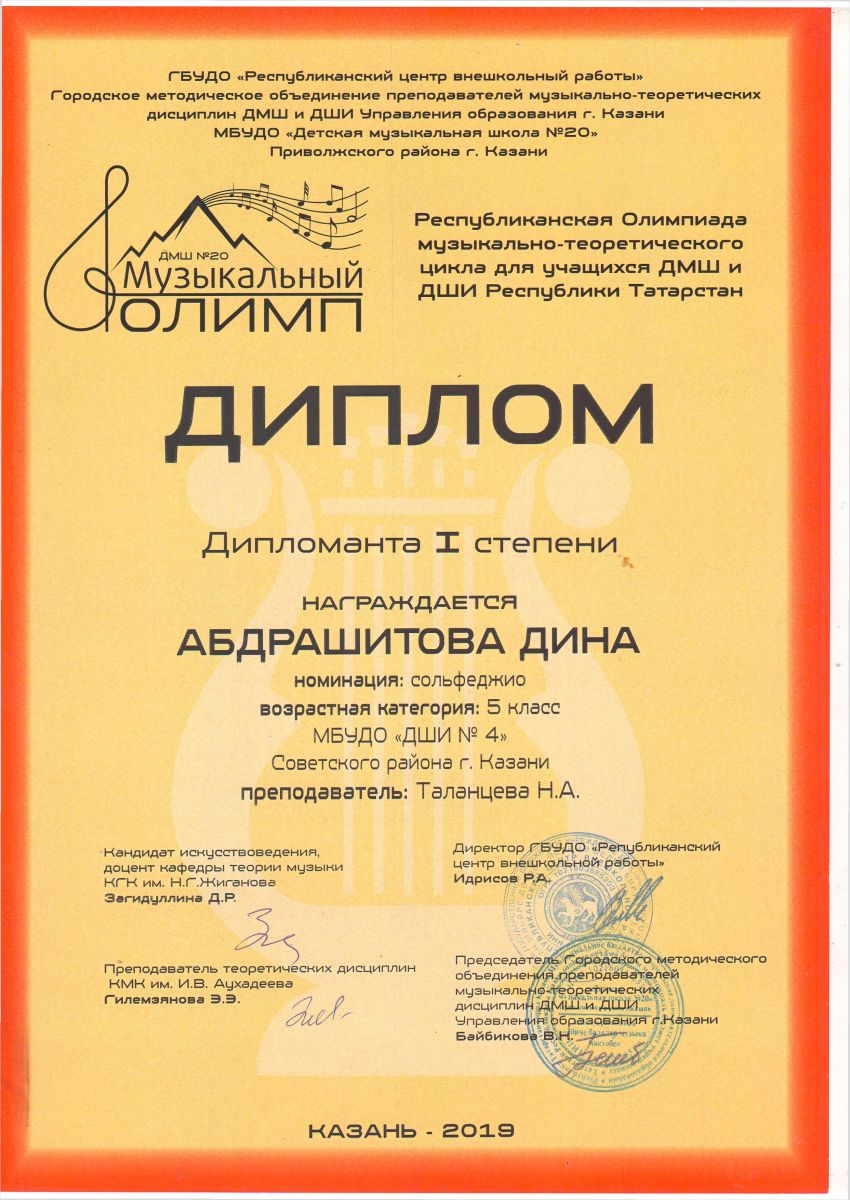 ГБУДО «Республиканский центр внешкольный работы»
Городское методическое объединение преподавателей музыкально-теоретических
дисциплин ДМШ и ДШИ Управления образования г. Казани
МБУДО «Детская музыкальная школа №20»
Приволжского района г. Казани
ДМШ №20
Музыкальный
ОЛИМП
Республиканская Олимпиада
музыкально-теоретического
цикла для учащихся ДМШ и
ДШИ Республики Татарстан
ДИПЛОМ
Дипломанта I степени
НАГРАЖДАЕТСЯ
АБДРАШИТОВА ДИНА
номинация: сольфеджио
возрастная категория: 5 класс
МБУДО «ДШИ № 4»
Советского района г. Казани
преподаватель: Таланцева Н.А.
Кандидат искусствоведения,
доцент кафедры теории музыки
КГК им. Н.Г.Жиганова
Загидуллина Д.Р.
Преподаватель теоретических дисциплин
КМК им. И.В. Аухадеева
Гилемзянова Э.Э.
Директор ГБУДО «Републиканский
центр внешкольной работы»
Идрисов Р.А.
Председатель Городского методического
объединения преподавателей
музыкально-теоретических
дисциплин ДМШ и ДШИ
Управления образования г.Казани
Байбикова В.Н.
КАЗАНЬ - 2019